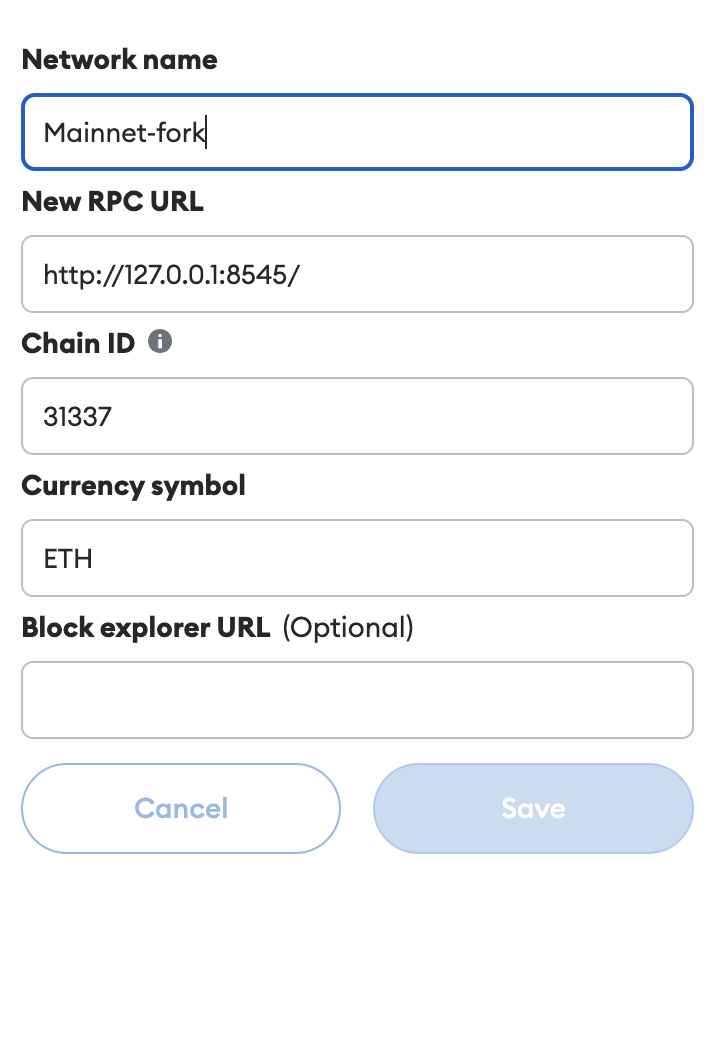 Network name
Mainnet-fork
New RPC URL
http://127.0.0.1:8545/
Chain ID
31337
Currency symbol
ETH
Block explorer URL (Optional)
Cancel Save